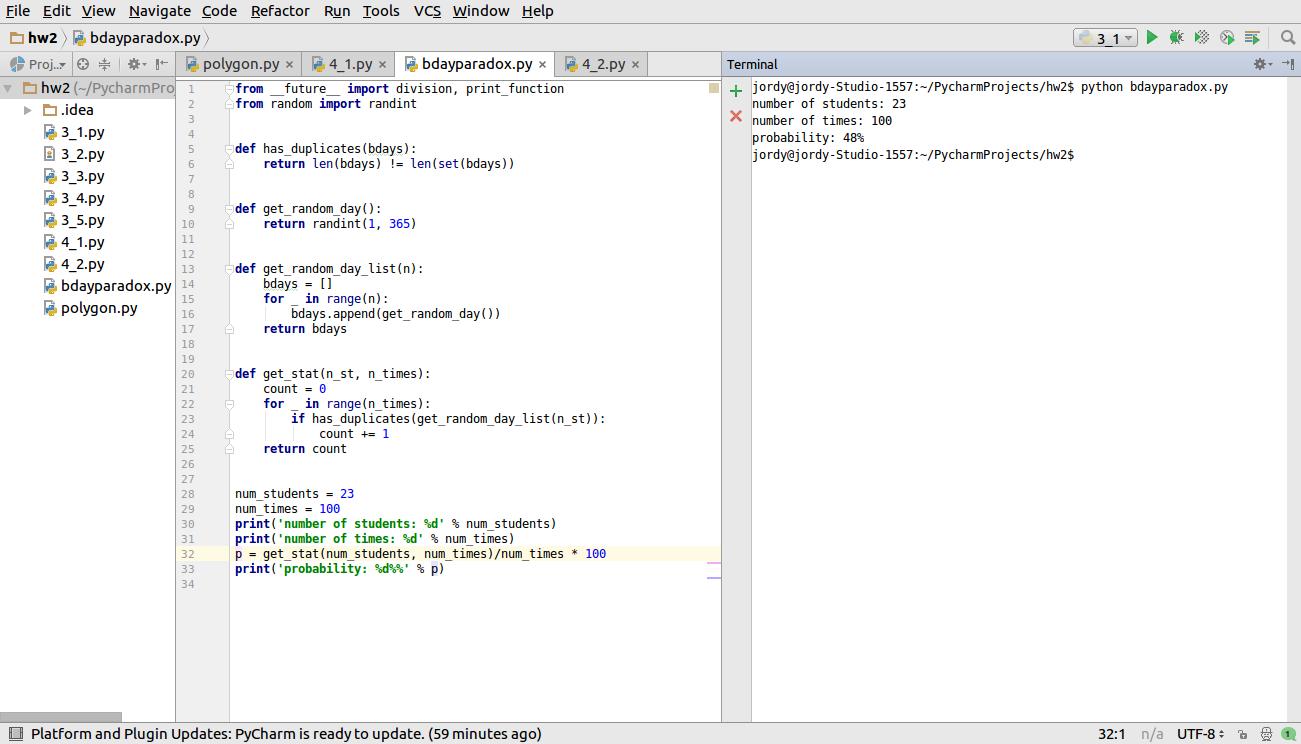 File Edit View Navigate Code Refactor Run Tools VCS Window Help
hw2 bdayparadox.py 3_1
Proj... polygon.py 4_1.py bdayparadox.py 4_2.py Terminal
hw2 (~/PycharmPro
.idea
3_1.py
3_2.py
3_3.py
3_4.py
3_5.py
4_1.py
4_2.py
bdayparadox.py
polygon.py
1 from __future__ import division, print_function
2 from random import randint
3
4
5 def has_duplicates(bdays):
6     return len(bdays) != len(set(bdays))
7
8
9 def get_random_day():
10     return randint(1, 365)
11
12
13 def get_random_day_list(n):
14     bdays = []
15     for _ in range(n):
16         bdays.append(get_random_day())
17     return bdays
18
19
20 def get_stat(n_st, n_times):
21     count = 0
22     for _ in range(n_times):
23         if has_duplicates(get_random_day_list(n_st)):
24             count += 1
25     return count
26
27
28 num_students = 23
29 num_times = 100
30 print('number of students: %d' % num_students)
31 print('number of times: %d' % num_times)
32 p = get_stat(num_students, num_times)/num_times * 100
33 print('probability: %d%%' % p)
34
jordy@jordy-Studio-1557:~/PycharmProjects/hw2$ python bdayparadox.py
number of students: 23
number of times: 100
probability: 48%
jordy@jordy-Studio-1557:~/PycharmProjects/hw2$
Platform and Plugin Updates: PyCharm is ready to update. (59 minutes ago) 32:1 n/a UTF-8 1